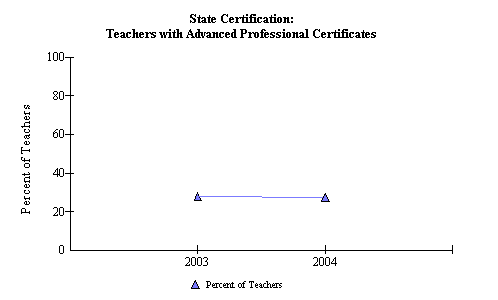 State Certification:
Teachers with Advanced Professional Certificates
Percent of Teachers
100
80
60
40
20
0
2003 2004
Percent of Teachers